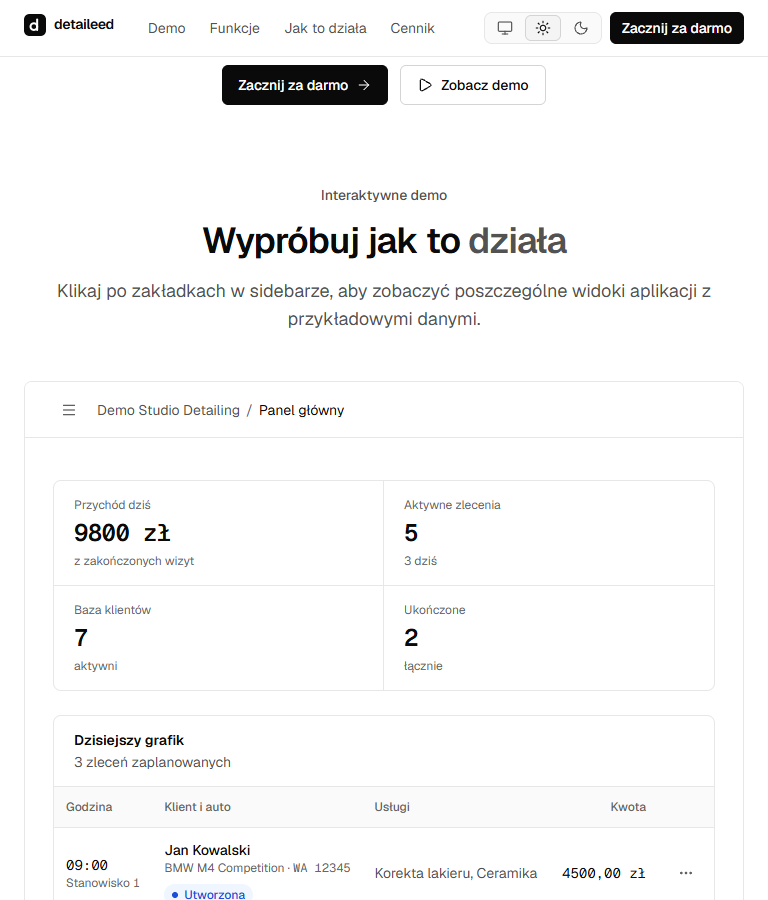 d detaileed
Demo Funkcje Jak to działa Cennik
Zacznij za darmo
Zacznij za darmo →
Zobacz demo
Interaktywne demo
Wypróbuj jak to działa
Klikaj po zakładkach w sidebarze, aby zobaczyć poszczególne widoki aplikacji z
przykładowymi danymi.
Demo Studio Detailing / Panel główny
Przychód dziś
9800 zł
z zakończonych wizyt
Aktywne zlecenia
5
3 dziś
Baza klientów
7
aktywni
Ukończone
2
łącznie
Dzisiejszy grafik
3 zleceń zaplanowanych
Godzina Klient i auto Usługi Kwota
09:00
Stanowisko 1
Jan Kowalski
BMW M4 Competition · WA 12345
Utworzona
Korekta lakieru, Ceramika
4500,00 zł